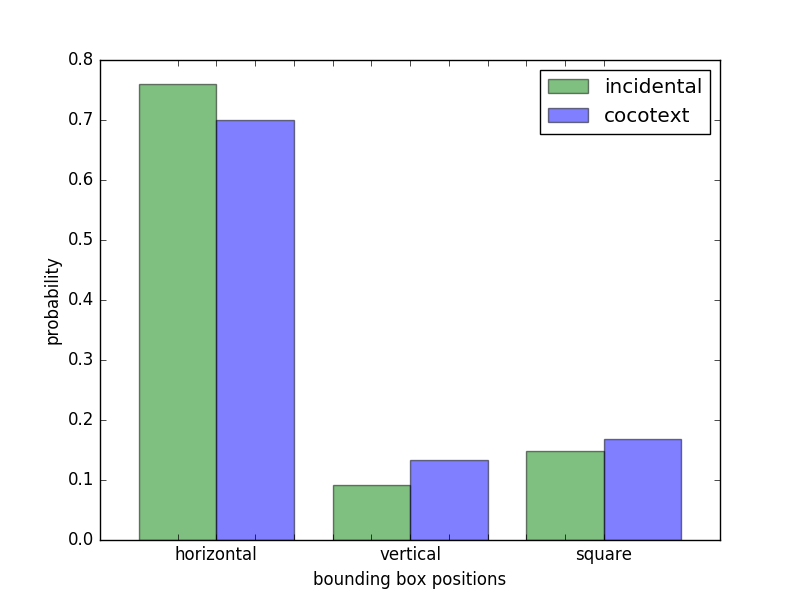 0.8
0.7
0.6
0.5
0.4
0.3
0.2
0.1
0.0
probability
incidental
cocotext
horizontal vertical square
bounding box positions